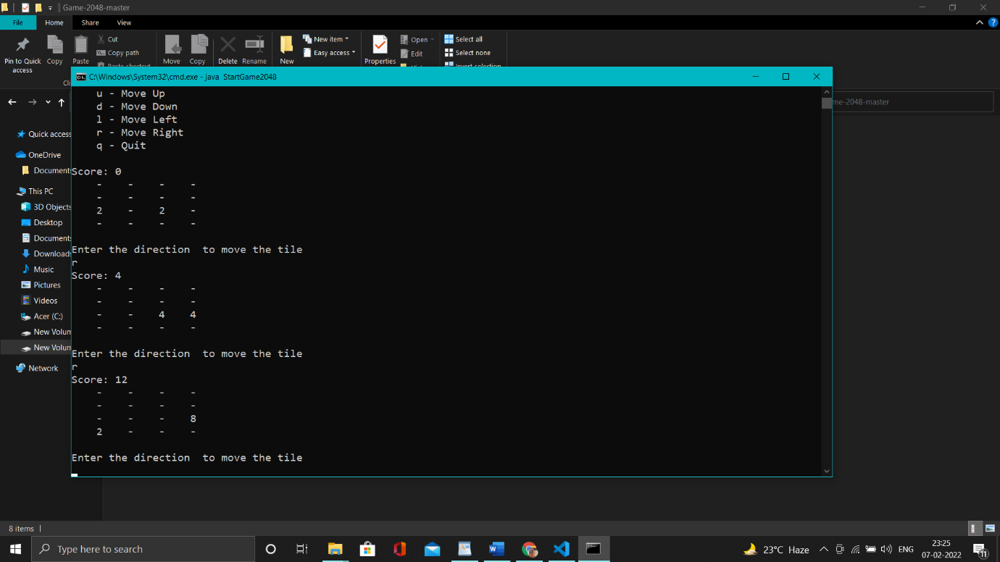 Game-2048-master
File Home Share View
Cut
Copy path
Paste shortcut
Pin to Quick access
Copy
Paste
Move
Copy
Delete
Rename
New
New item
Easy access
Properties
Open
Edit
Select all
Select none
Invert selection
C:\Windows\System32\cmd.exe - java  StartGame2048
me-2048-master
Quick access
OneDrive
Documents
This PC
3D Objects
Desktop
Documents
Downloads
Music
Pictures
Videos
Acer (C:)
New Volum
New Volum
Network
u - Move Up
d - Move Down
l - Move Left
r - Move Right
q - Quit
Score: 0
- - - -
- - - -
2 - 2 -
- - - -
Enter the direction  to move the tile
r
Score: 4
- - - -
- - - -
- - 4 4
- - - -
Enter the direction  to move the tile
r
Score: 12
- - - -
- - - -
- - - 8
2 - - -
Enter the direction  to move the tile
8 items
Type here to search
23°C Haze
ENG
23:25
07-02-2022
11